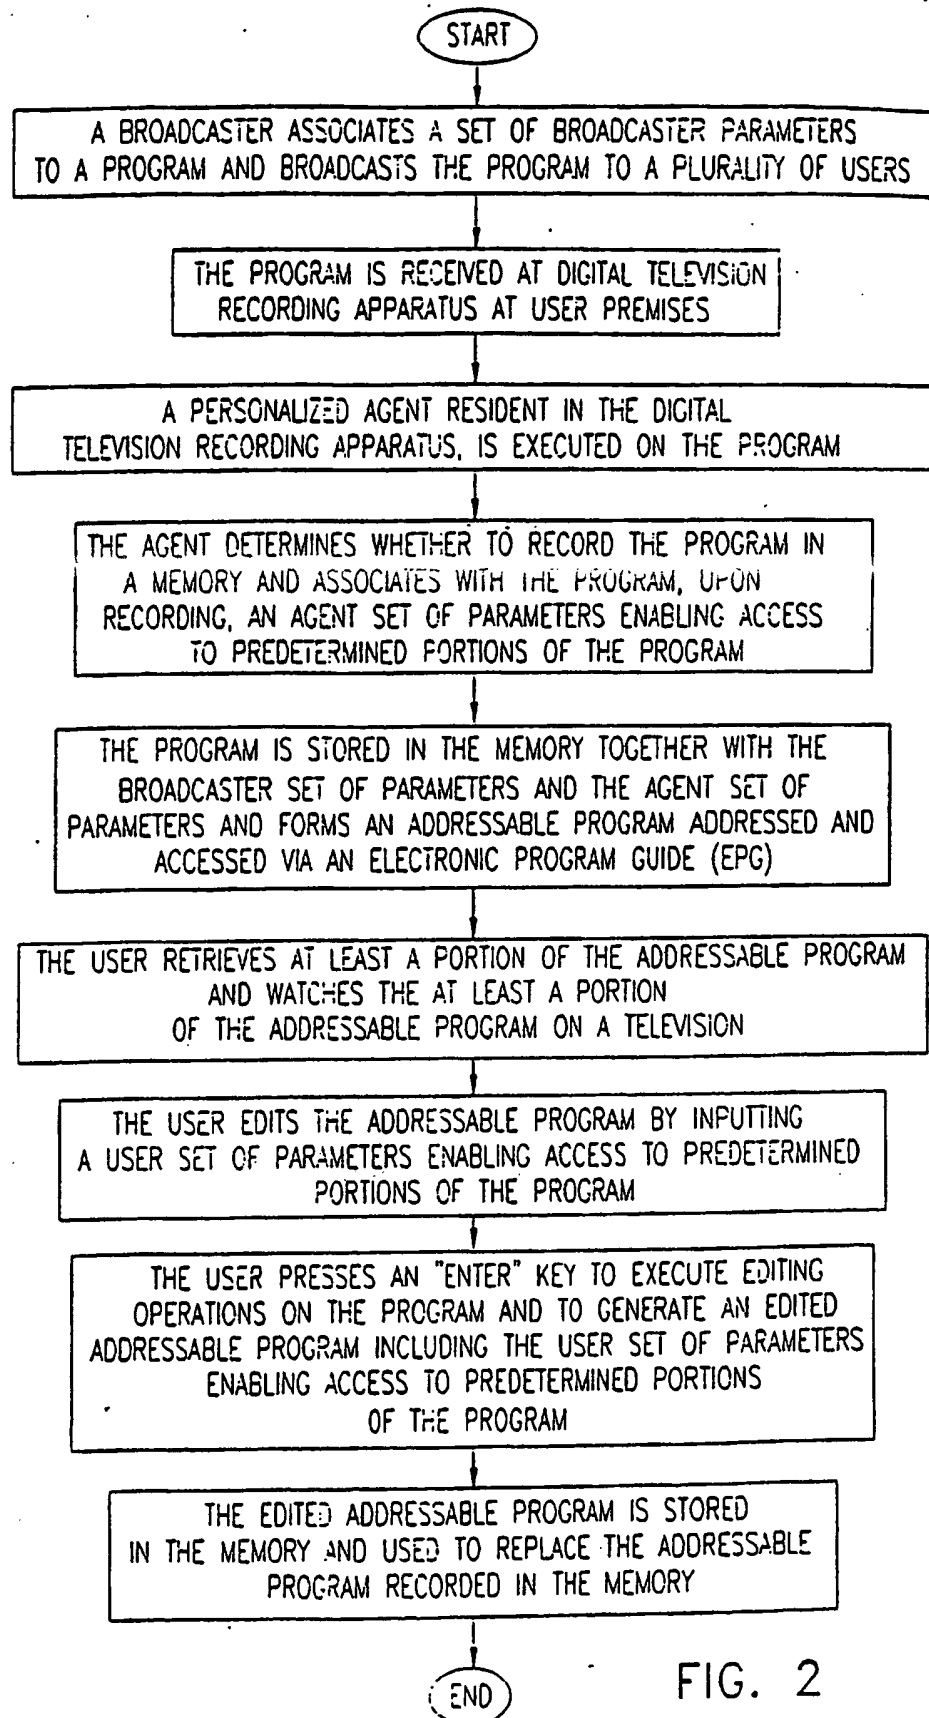 START
A BROADCASTER ASSOCIATES A SET OF BROADCASTER PARAMETERS
TO A PROGRAM AND BROADCASTS THE PROGRAM TO A PLURALITY OF USERS
THE PROGRAM IS RECEIVED AT DIGITAL TELEVISION
RECORDING APPARATUS AT USER PREMISES
A PERSONALIZED AGENT RESIDENT IN THE DIGITAL
TELEVISION RECORDING APPARATUS, IS EXECUTED ON THE PROGRAM
THE AGENT DETERMINES WHETHER TO RECORD THE PROGRAM IN
A MEMORY AND ASSOCIATES WITH THE PROGRAM, UPON
RECORDING, AN AGENT SET OF PARAMETERS ENABLING ACCESS
TO PREDETERMINED PORTIONS OF THE PROGRAM
THE PROGRAM IS STORED IN THE MEMORY TOGETHER WITH THE
BROADCASTER SET OF PARAMETERS AND THE AGENT SET OF
PARAMETERS AND FORMS AN ADDRESSABLE PROGRAM ADDRESSED AND
ACCESSED VIA AN ELECTRONIC PROGRAM GUIDE (EPG)
THE USER RETRIEVES AT LEAST A PORTION OF THE ADDRESSABLE PROGRAM
AND WATCHES THE AT LEAST A PORTION
OF THE ADDRESSABLE PROGRAM ON A TELEVISION
THE USER EDITS THE ADDRESSABLE PROGRAM BY INPUTTING
A USER SET OF PARAMETERS ENABLING ACCESS TO PREDETERMINED
PORTIONS OF THE PROGRAM
THE USER PRESSES AN "ENTER" KEY TO EXECUTE EDITING
OPERATIONS ON THE PROGRAM AND TO GENERATE AN EDITED
ADDRESSABLE PROGRAM INCLUDING THE USER SET OF PARAMETERS
ENABLING ACCESS TO PREDETERMINED PORTIONS
OF THE PROGRAM
THE EDITED ADDRESSABLE PROGRAM IS STORED
IN THE MEMORY AND USED TO REPLACE THE ADDRESSABLE
PROGRAM RECORDED IN THE MEMORY
END
FIG. 2